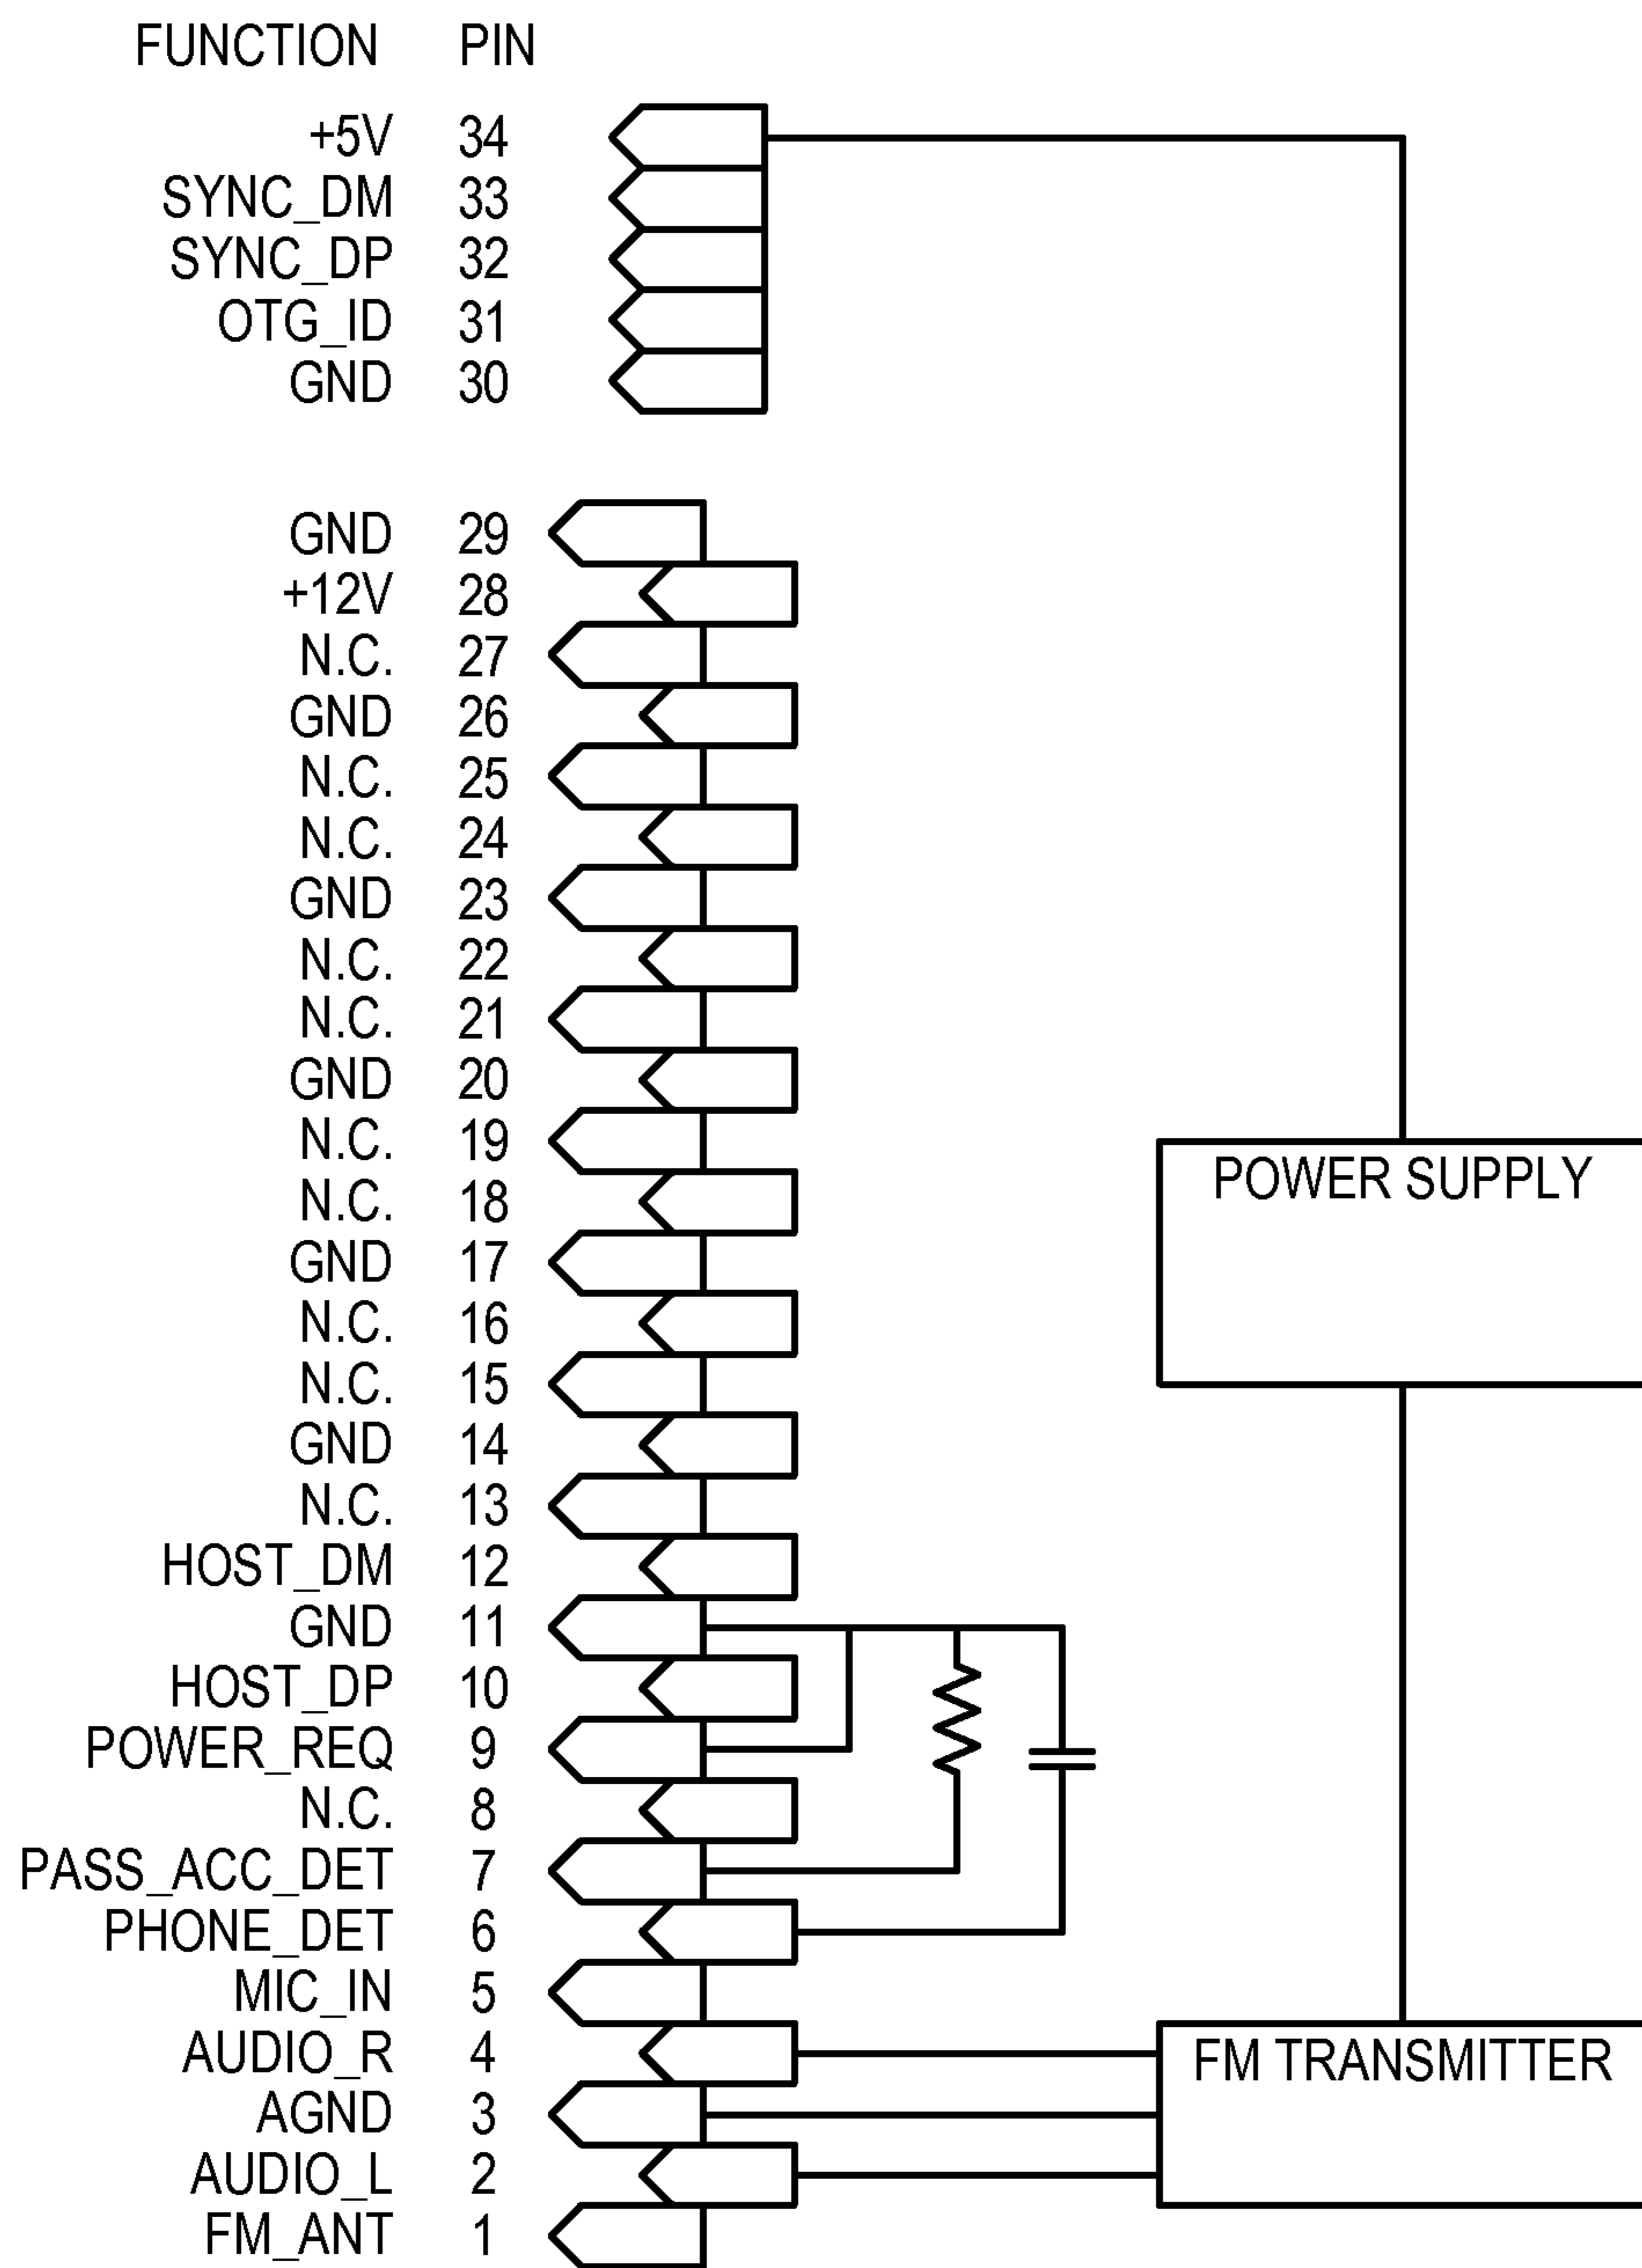 FUNCTION PIN
+5V 34
SYNC_DM 33
SYNC_DP 32
OTG_ID 31
GND 30
GND 29
+12V 28
N.C. 27
GND 26
N.C. 25
N.C. 24
GND 23
N.C. 22
N.C. 21
GND 20
N.C. 19
POWER SUPPLY
N.C. 18
GND 17
N.C. 16
N.C. 15
GND 14
N.C. 13
HOST_DM 12
GND 11
HOST_DP 10
POWER_REQ 9
N.C. 8
PASS_ACC_DET 7
PHONE_DET 6
MIC_IN 5
AUDIO_R 4
FM TRANSMITTER
AGND 3
AUDIO_L 2
FM_ANT 1